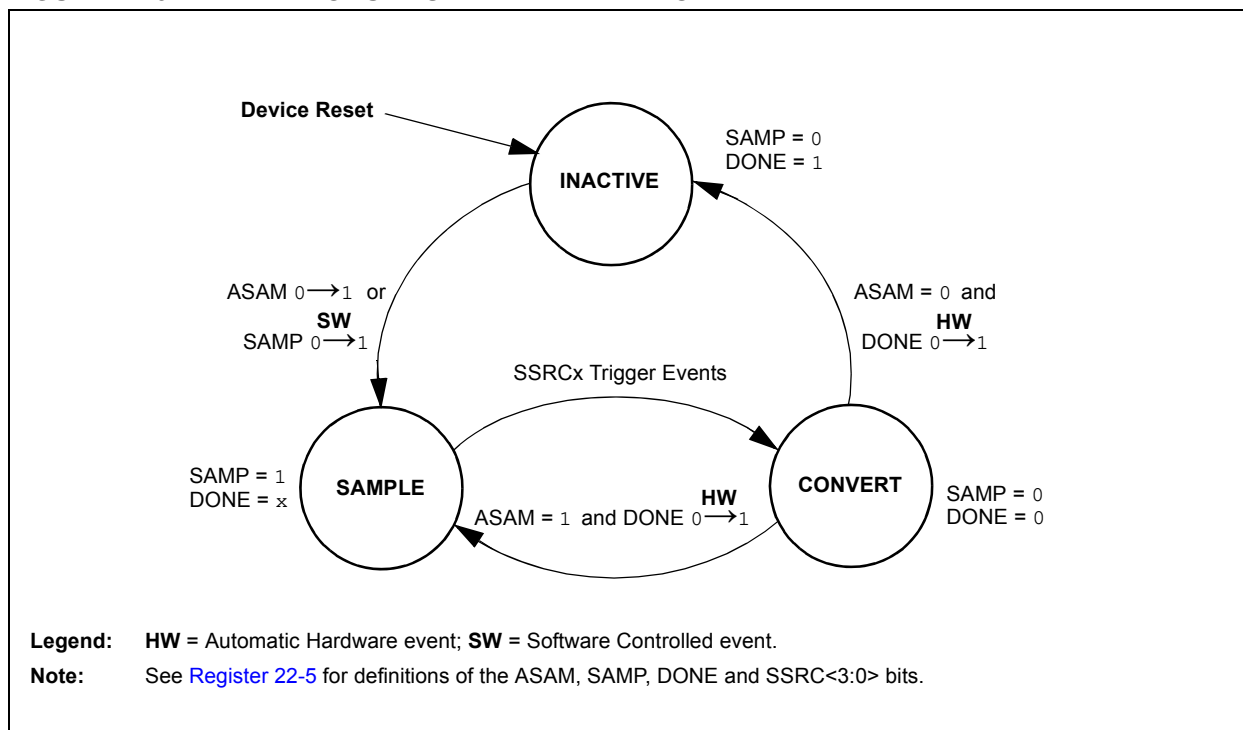 Device Reset
INACTIVE
SAMP = 0
DONE = 1
ASAM 0→1 or
SW
SAMP 0→1
ASAM = 0 and
HW
DONE 0→1
SSRCx Trigger Events
SAMP = 1
DONE = x
SAMPLE
HW
ASAM = 1 and DONE 0→1
CONVERT
SAMP = 0
DONE = 0
Legend: HW = Automatic Hardware event; SW = Software Controlled event.
Note: See Register 22-5 for definitions of the ASAM, SAMP, DONE and SSRC<3:0> bits.